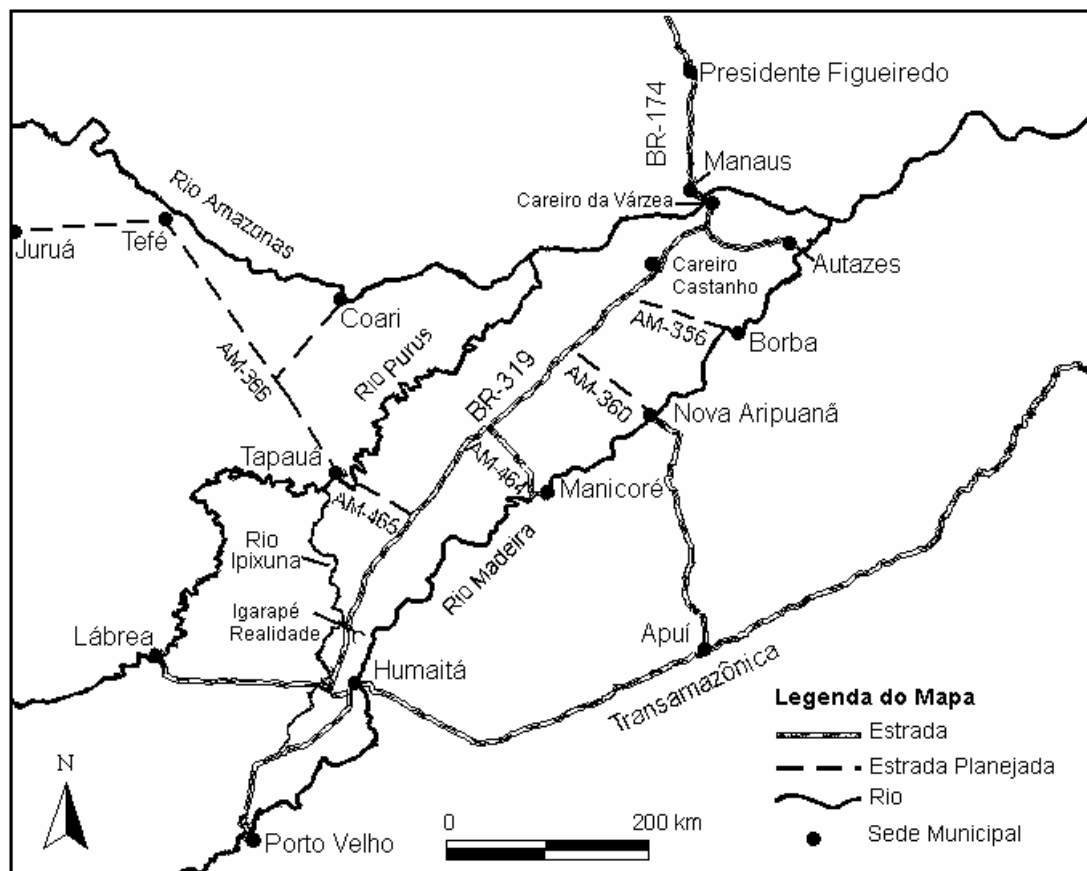 Presidente Figueiredo
BR-174
Manaus
Careiro da Várzea
Rio Amazonas
Tefé
Juruá
Autazes
Careiro
Castanho
Coari
AM-356
Borba
AM-366
Rio Purus
BR-319
AM-360
Nova Aripuanã
Tapauá
AM-464
Manicoré
AM-465
Rio
Ipixuna
Rio Madeira
Igarapé
Realidade
Lábrea
Apuí
Humaitá
Transamazônica
Legenda do Mapa
Estrada
Estrada Planejada
Rio
Sede Municipal
N
0
200 km
Porto Velho